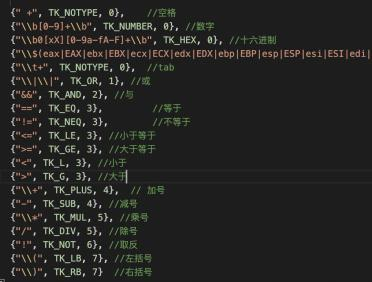 {" +", TK_NOTYPE, 0},    //空格
{"\\b[0-9]+\\b", TK_NUMBER, 0}, //数字
{"\\b0[xX][0-9a-fA-F]+\\b", TK_HEX, 0}, //十六进制
{"\\$(eax|EAX|ebx|EBX|ecx|ECX|edx|EDX|ebp|EBP|esp|ESP|esi|ESI|edi|
{"\\t+", TK_NOTYPE, 0},  //tab
{"\\|\\|", TK_OR, 1}, //或
{"&&", TK_AND, 2}, //与
{"==", TK_EQ, 3},        //等于
{"!=", TK_NEQ, 3},       //不等于
{"<=", TK_LE, 3}, //小于等于
{">=", TK_GE, 3}, //大于等于
{"<", TK_L, 3}, //小于
{">", TK_G, 3}, //大于
{"\\+", TK_PLUS, 4},  // 加号
{"-", TK_SUB, 4}, //减号
{"\\*", TK_MUL, 5}, //乘号
{"/", TK_DIV, 5}, //除号
{"!", TK_NOT, 6}, //取反
{"\\(", TK_LB, 7}, //左括号
{"\\)", TK_RB, 7}  //右括号